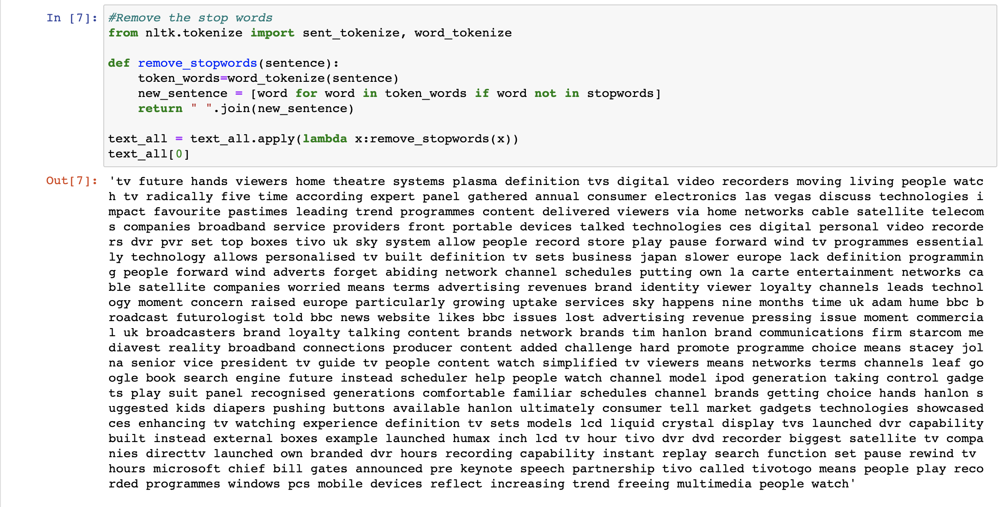 In [7]: #Remove the stop words
from nltk.tokenize import sent_tokenize, word_tokenize
def remove_stopwords(sentence):
    token_words=word_tokenize(sentence)
    new_sentence = [word for word in token_words if word not in stopwords]
    return " ".join(new_sentence)
text_all = text_all.apply(lambda x:remove_stopwords(x))
text_all[0]
Out[7]: 'tv future hands viewers home theatre systems plasma definition tvs digital video recorders moving living people watc
h tv radically five time according expert panel gathered annual consumer electronics las vegas discuss technologies i
mpact favourite pastimes leading trend programmes content delivered viewers via home networks cable satellite telecom
s companies broadband service providers front portable devices talked technologies ces digital personal video recorde
rs dvr pvr set top boxes tivo uk sky system allow people record store play pause forward wind tv programmes essential
ly technology allows personalised tv built definition tv sets business japan slower europe lack definition programmin
g people forward wind adverts forget abiding network channel schedules putting own la carte entertainment networks ca
ble satellite companies worried means terms advertising revenues brand identity viewer loyalty channels leads technol
ogy moment concern raised europe particularly growing uptake services sky happens nine months time uk adam hume bbc b
roadcast futurologist told bbc news website likes bbc issues lost advertising revenue pressing issue moment commercia
l uk broadcasters brand loyalty talking content brands network brands tim hanlon brand communications firm starcom me
diavest reality broadband connections producer content added challenge hard promote programme choice means stacey jol
na senior vice president tv guide tv people content watch simplified tv viewers means networks terms channels leaf go
ogle book search engine future instead scheduler help people watch channel model ipod generation taking control gadge
ts play suit panel recognised generations comfortable familiar schedules channel brands getting choice hands hanlon s
uggested kids diapers pushing buttons available hanlon ultimately consumer tell market gadgets technologies showcased
ces enhancing tv watching experience definition tv sets models lcd liquid crystal display tvs launched dvr capability
built instead external boxes example launched humax inch lcd tv hour tivo dvr dvd recorder biggest satellite tv compa
nies directtv launched own branded dvr hours recording capability instant replay search function set pause rewind tv
hours microsoft chief bill gates announced pre keynote speech partnership tivo called tivotogo means people play reco
rded programmes windows pcs mobile devices reflect increasing trend freeing multimedia people watch'